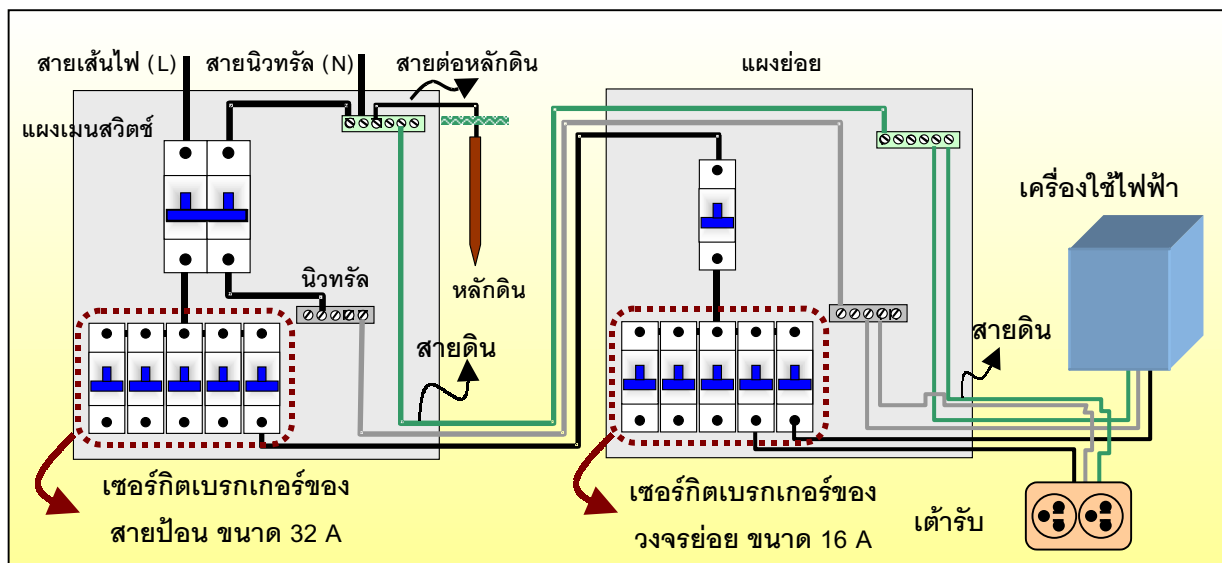 สายเส้นไฟ (L)
สายนิวทรัล (N)
สายต่อหลักดิน
แผงย่อย
แผงเมนสวิตช์
เครื่องใช้ไฟฟ้า
นิวทรัล
หลักดิน
สายดิน
สายดิน
เซอร์กิตเบรกเกอร์ของ
สายป้อน ขนาด 32 A
เซอร์กิตเบรกเกอร์ของ
วงจรย่อย ขนาด 16 A
เต้ารับ